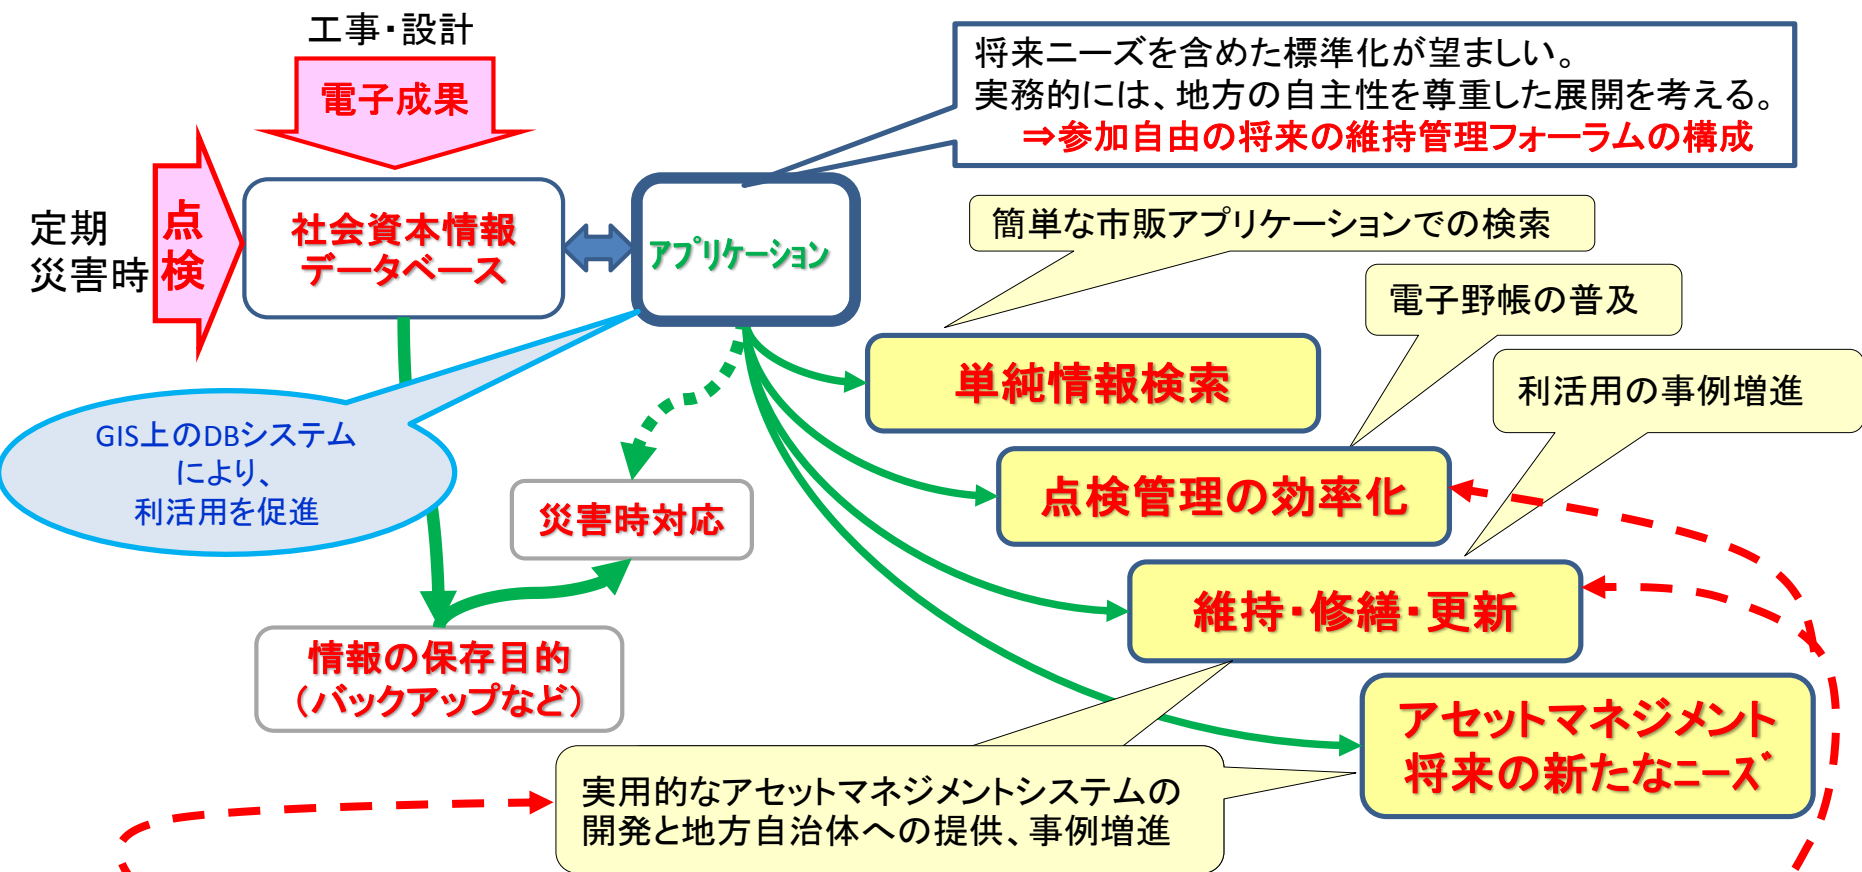 工事・設計
電子成果
将来ニーズを含めた標準化が望ましい。
実務的には、地方の自主性を尊重した展開を考える。
⇒参加自由の将来の維持管理フォーラムの構成
定期
災害時
点
検
社会資本情報
データベース
アプリケーション
簡単な市販アプリケーションでの検索
電子野帳の普及
単純情報検索
利活用の事例増進
GIS上のDBシステム
により、
利活用を促進
点検管理の効率化
災害時対応
維持・修繕・更新
情報の保存目的
（バックアップなど）
アセットマネジメント
将来の新たなニーズ
実用的なアセットマネジメントシステムの
開発と地方自治体への提供、事例増進